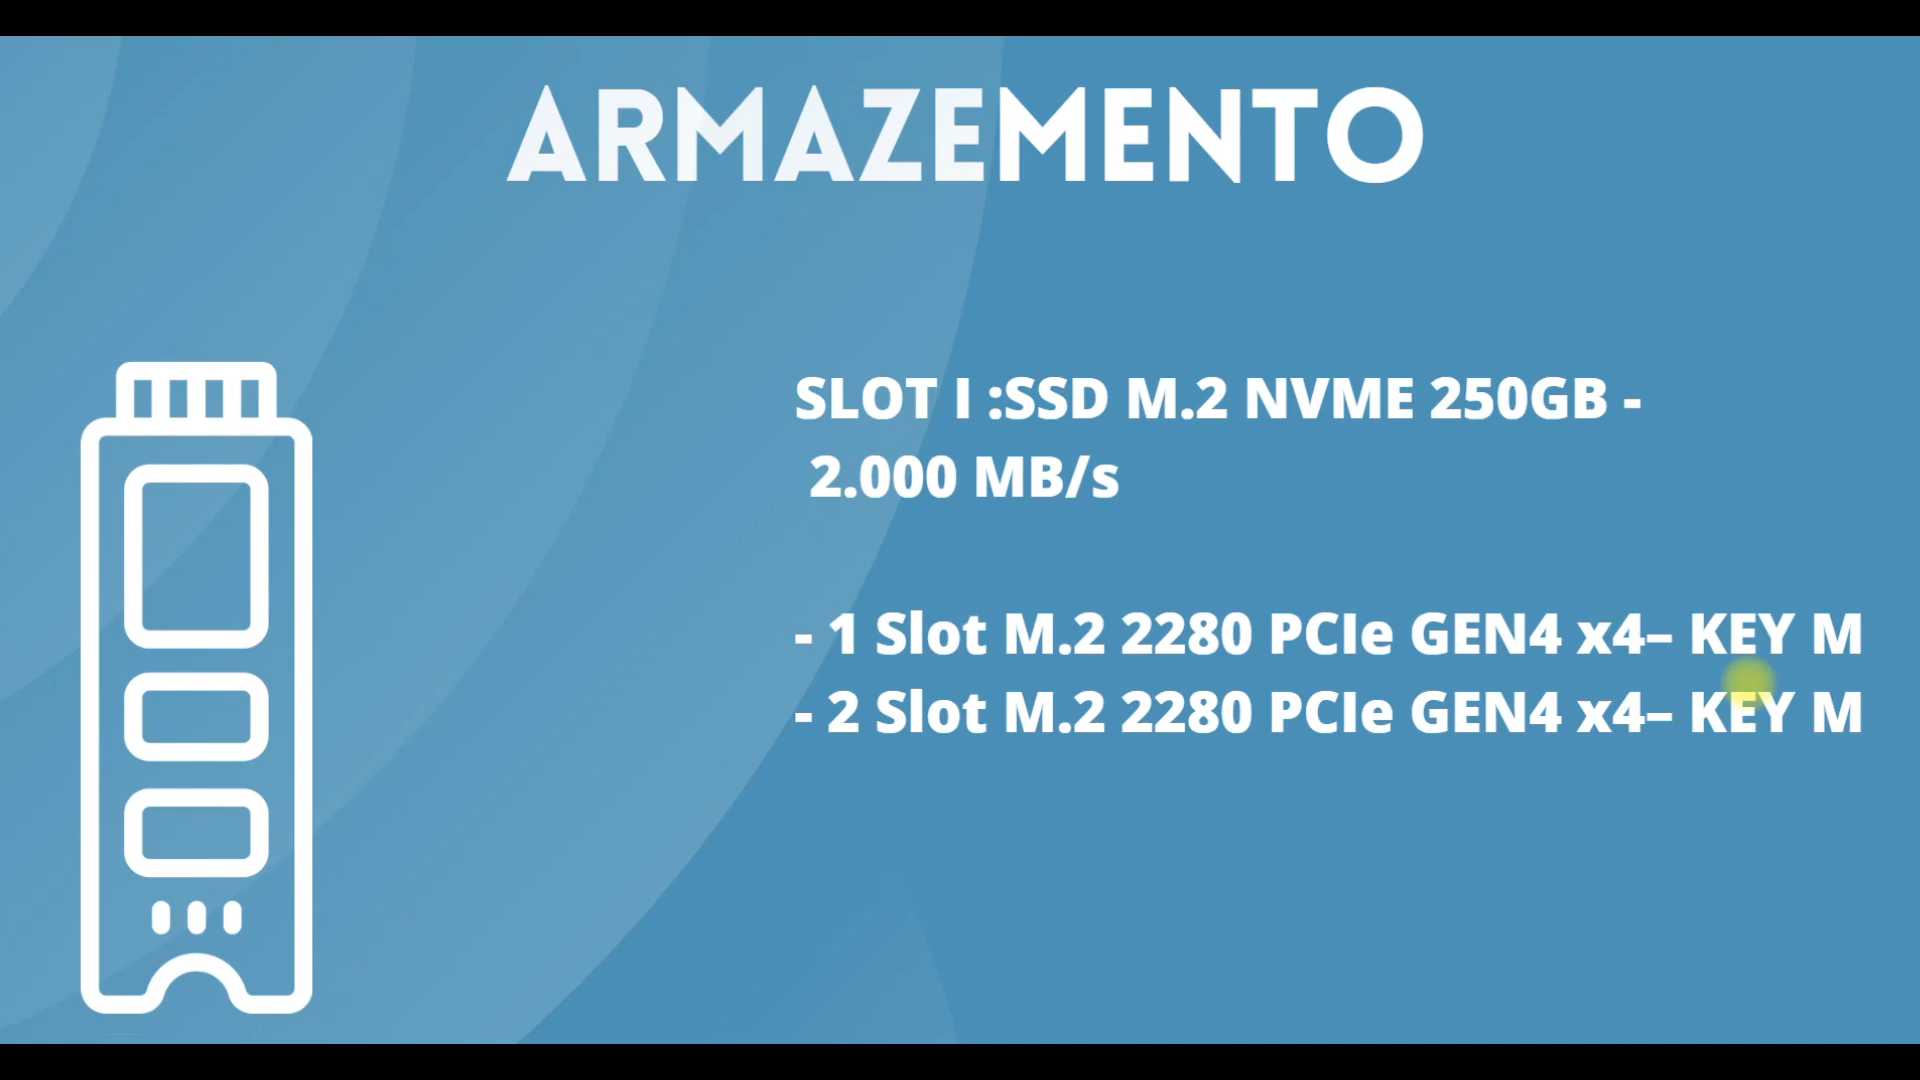 ARMAZEMENTO
SLOT I :SSD M.2 NVME 250GB -
2.000 MB/s
- 1 Slot M.2 2280 PCIe GEN4 x4– KEY M
- 2 Slot M.2 2280 PCIe GEN4 x4– KEY M